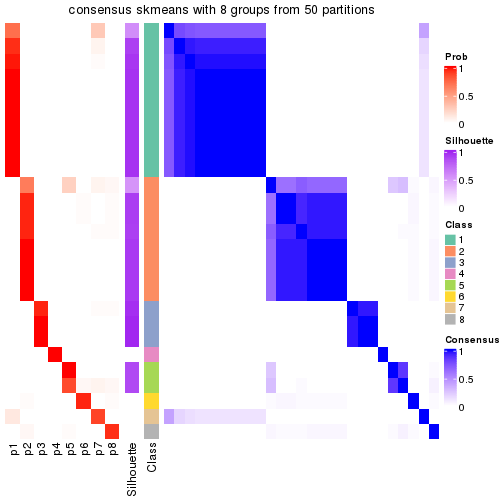 consensus skmeans with 8 groups from 50 partitions
Prob
1
0.5
0
Silhouette
1
0.5
0
Class
1
2
3
4
5
6
7
8
Consensus
1
0.5
0
p1
p2
p3
p4
p5
p6
p7
p8
Silhouette
Class